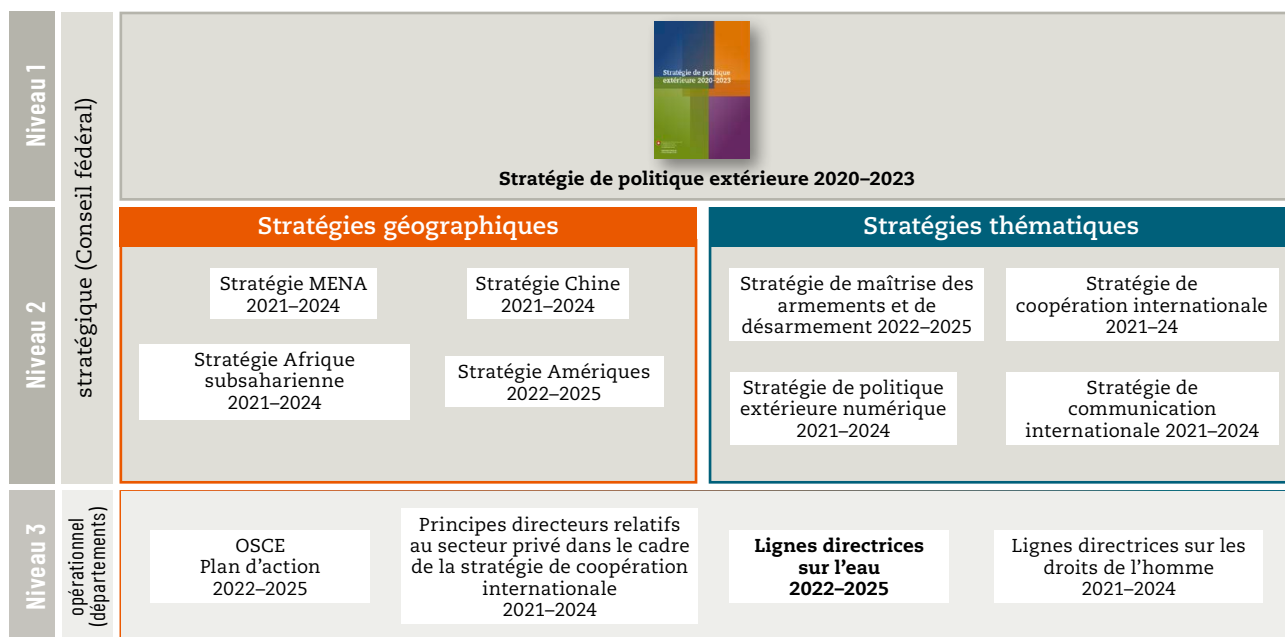 Niveau 1
stratégique (Conseil fédéral)
Stratégie de politique
extérieure 2020–2023
Stratégie de politique extérieure 2020–2023
Niveau 2
Stratégies géographiques
Stratégie MENA
2021–2024
Stratégie Chine
2021–2024
Stratégie Afrique
subsaharienne
2021–2024
Stratégie Amériques
2022–2025
Stratégies thématiques
Stratégie de maîtrise des
armements et de
désarmement 2022–2025
Stratégie de
coopération internationale
2021–24
Stratégie de politique
extérieure numérique
2021–2024
Stratégie de
communication
internationale 2021–2024
Niveau 3
opérationnel
(départements)
OSCE
Plan d'action
2022–2025
Principes directeurs relatifs
au secteur privé dans le cadre
de la stratégie de coopération
internationale
2021–2024
Lignes directrices
sur l'eau
2022–2025
Lignes directrices sur les
droits de l'homme
2021–2024